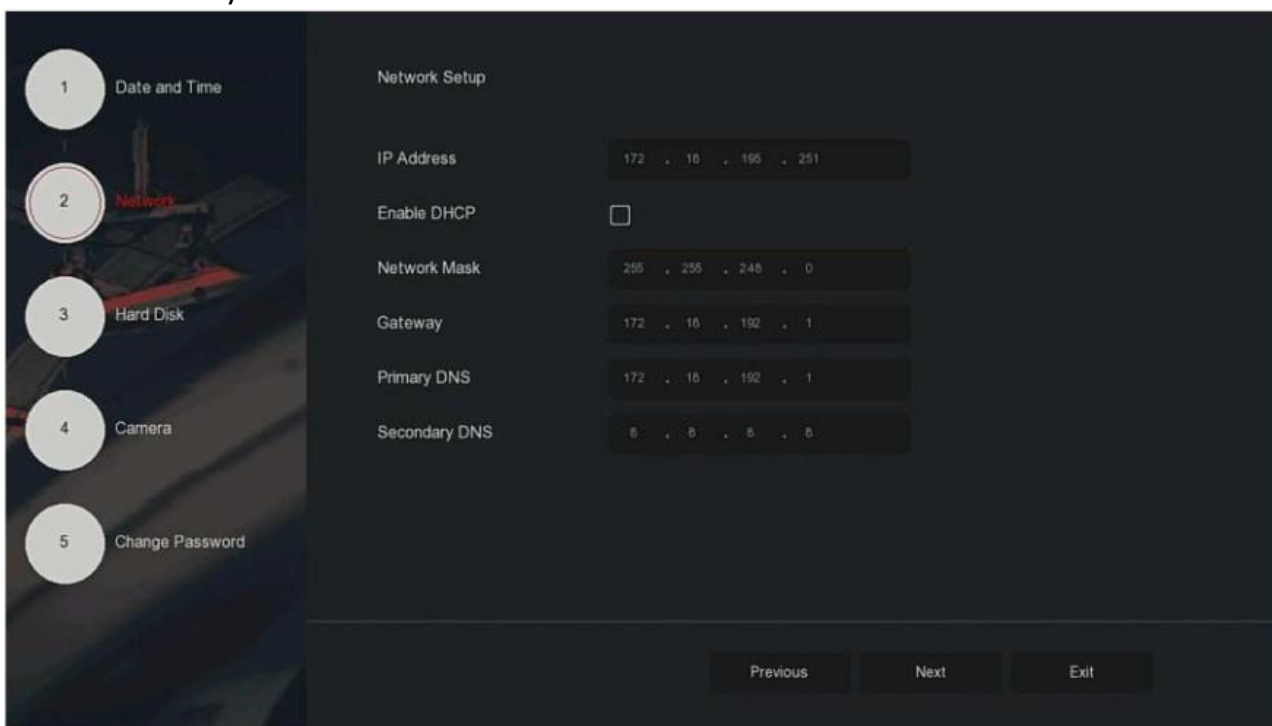 1 Date and Time
2 Network
3 Hard Disk
4 Camera
5 Change Password
Network Setup
IP Address 172 . 16 . 195 . 251
Enable DHCP
Network Mask 255 . 255 . 248 . 0
Gateway 172 . 16 . 192 . 1
Primary DNS 172 . 16 . 192 . 1
Secondary DNS 8 . 8 . 8 . 8
Previous Next Exit